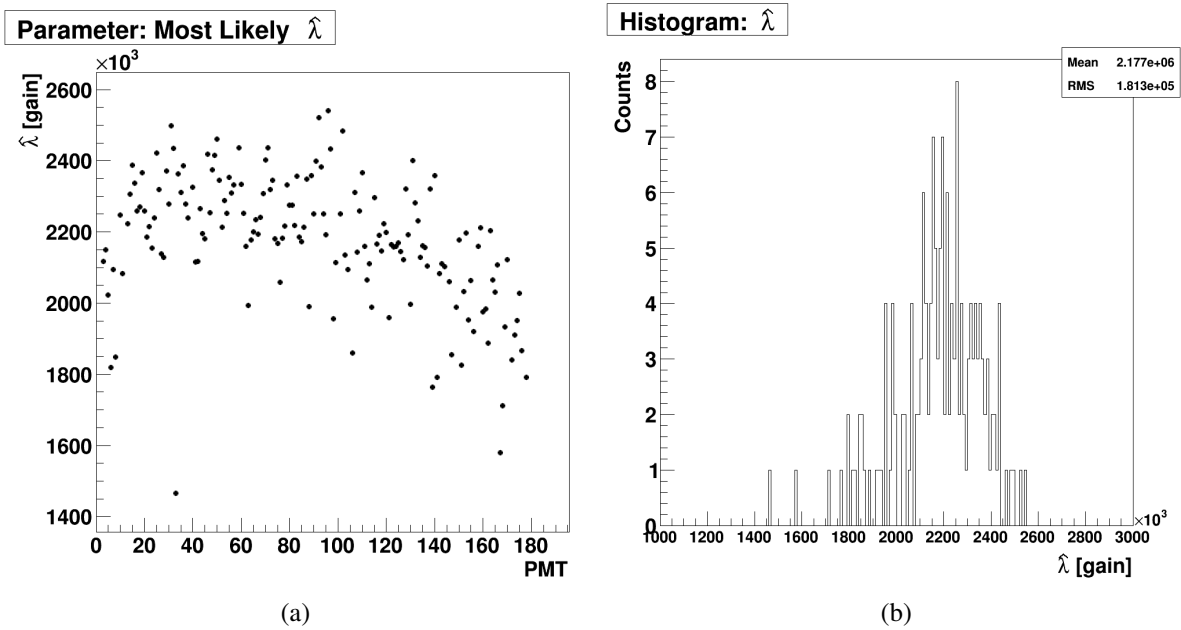 Parameter: Most Likely λ̂
×10³
λ̂ [gain]
2600
2400
2200
2000
1800
1600
1400
0 20 40 60 80 100 120 140 160 180
PMT
(a)
Histogram: λ̂
Mean 2.177e+06
RMS 1.813e+05
Counts
8
7
6
5
4
3
2
1
0
1000 1200 1400 1600 1800 2000 2200 2400 2600 2800 3000
×10³
λ̂ [gain]
(b)